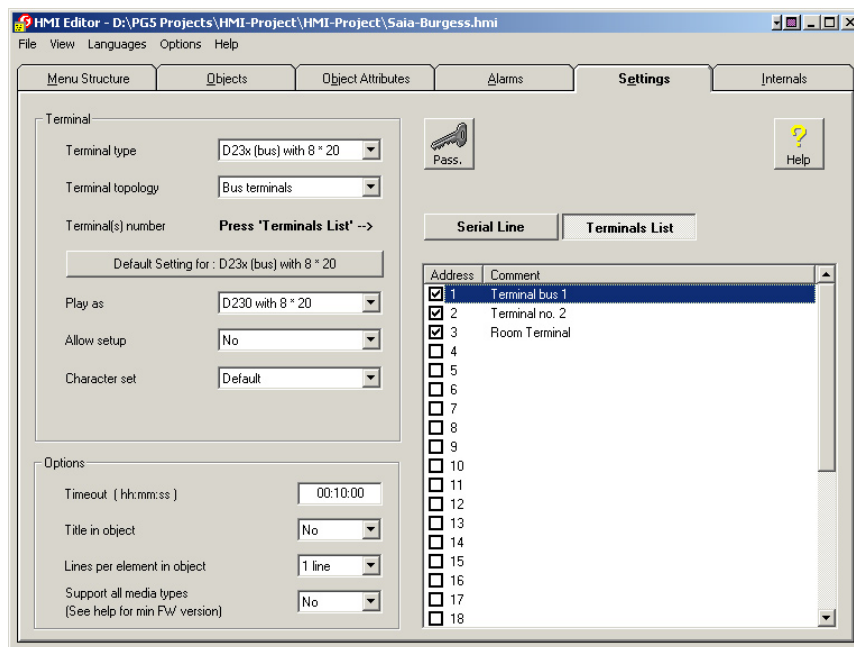 HMI Editor - D:\PG5 Projects\HMI-Project\HMI-Project\Saia-Burgess.hmi
File View Languages Options Help
Menu Structure Objects Object Attributes Alarms Settings Internals
Terminal
Terminal type D23x (bus) with 8 * 20
Terminal topology Bus terminals
Terminal(s) number Press 'Terminals List' -->
Default Setting for : D23x (bus) with 8 * 20
Play as D230 with 8 * 20
Allow setup No
Character set Default
Options
Timeout ( hh:mm:ss ) 00:10:00
Title in object No
Lines per element in object 1 line
Support all media types
(See help for min FW version) No
Pass.
? Help
Serial Line Terminals List
Address Comment
1 Terminal bus 1
2 Terminal no. 2
3 Room Terminal
4
5
6
7
8
9
10
11
12
13
14
15
16
17
18